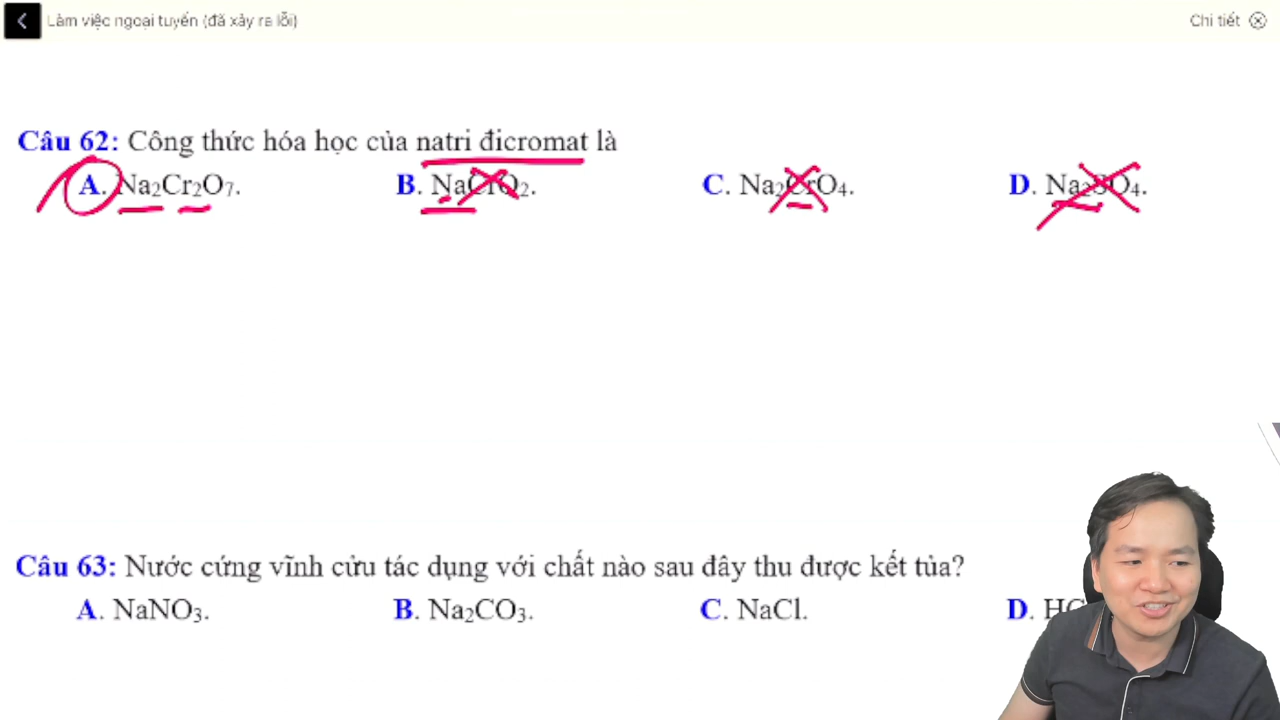 Làm việc ngoại tuyến (đã xảy ra lỗi) Chi tiết
Câu 62: Công thức hóa học của natri đicromat là
A. Na₂Cr₂O₇. B. NaCrO₂. C. Na₂CrO₄. D. Na₂SO₄.
Câu 63: Nước cứng vĩnh cửu tác dụng với chất nào sau đây thu được kết tủa?
A. NaNO₃. B. Na₂CO₃. C. NaCl. D.